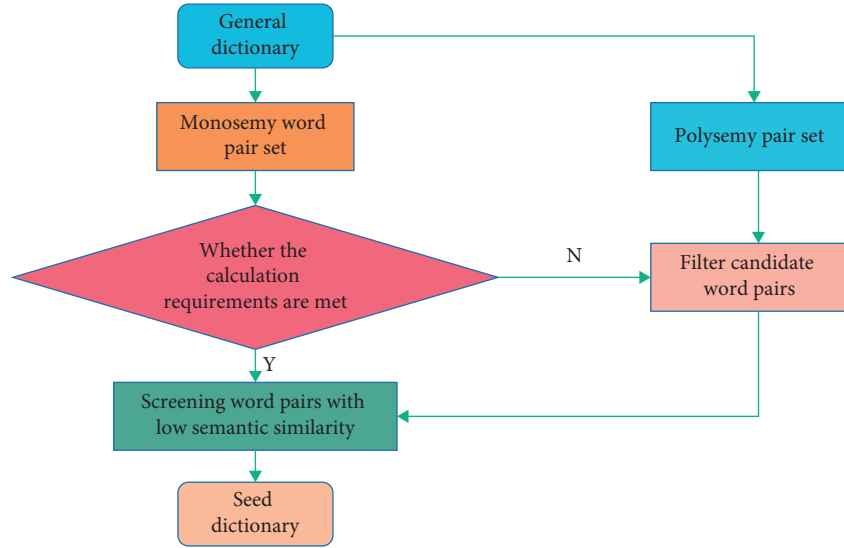 General
dictionary
Monosemy word
pair set
Polysemy pair set
Whether the
calculation
requirements are met
N
Filter candidate
word pairs
Y
Screening word pairs with
low semantic similarity
Seed
dictionary